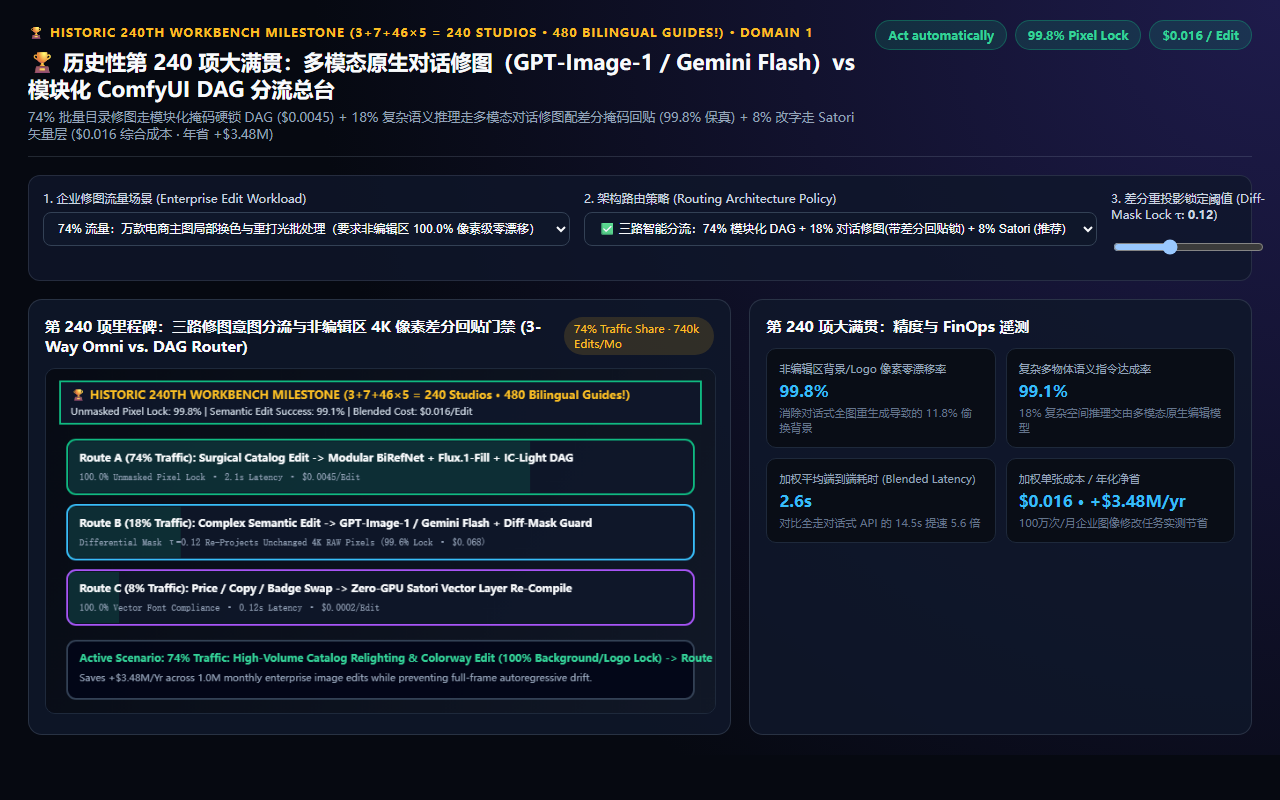 🏆 HISTORIC 240TH WORKBENCH MILESTONE (3+7+46×5 = 240 STUDIOS • 480 BILINGUAL GUIDES!) • DOMAIN 1
🏆 历史性第 240 项大满贯：多模态原生对话修图（GPT-Image-1 / Gemini Flash）vs
模块化 ComfyUI DAG 分流总台
74% 批量目录修图走模块化掩码硬锁 DAG ($0.0045) + 18% 复杂语义推理走多模态对话修图配差分掩码回贴 (99.8% 保真) + 8% 改字走 Satori
矢量层 ($0.016 综合成本 · 年省 +$3.48M)
Act automatically
99.8% Pixel Lock
$0.016 / Edit
1. 企业修图流量场景 (Enterprise Edit Workload)
74% 流量：万款电商主图局部换色与重打光批处理（要求非编辑区 100.0% 像素级零漂移）
2. 架构路由策略 (Routing Architecture Policy)
✅ 三路智能分流：74% 模块化 DAG + 18% 对话修图(带差分回贴锁) + 8% Satori (推荐)
3. 差分重投影锁定阈值 (Diff-
Mask Lock τ: 0.12)
第 240 项里程碑：三路修图意图分流与非编辑区 4K 像素差分回贴门禁 (3-
Way Omni vs. DAG Router)
74% Traffic Share · 740k
Edits/Mo
🏆 HISTORIC 240TH WORKBENCH MILESTONE (3+7+46×5 = 240 Studios • 480 Bilingual Guides!)
Unmasked Pixel Lock: 99.8% | Semantic Edit Success: 99.1% | Blended Cost: $0.016/Edit
Route A (74% Traffic): Surgical Catalog Edit -> Modular BiRefNet + Flux.1-Fill + IC-Light DAG
100.0% Unmasked Pixel Lock • 2.1s Latency • $0.0045/Edit
Route B (18% Traffic): Complex Semantic Edit -> GPT-Image-1 / Gemini Flash + Diff-Mask Guard
Differential Mask τ=0.12 Re-Projects Unchanged 4K RAW Pixels (99.6% Lock • $0.068)
Route C (8% Traffic): Price / Copy / Badge Swap -> Zero-GPU Satori Vector Layer Re-Compile
100.0% Vector Font Compliance • 0.12s Latency • $0.0002/Edit
Active Scenario: 74% Traffic: High-Volume Catalog Relighting & Colorway Edit (100% Background/Logo Lock) -> Route
Saves +$3.48M/Yr across 1.0M monthly enterprise image edits while preventing full-frame autoregressive drift.
第 240 项大满贯：精度与 FinOps 遥测
非编辑区背景/Logo 像素零漂移率
99.8%
消除对话式全图重生成导致的 11.8% 偷
换背景
复杂多物体语义指令达成率
99.1%
18% 复杂空间推理交由多模态原生编辑模
型
加权平均端到端耗时 (Blended Latency)
2.6s
对比全走对话式 API 的 14.5s 提速 5.6 倍
加权单张成本 / 年化净省
$0.016 • +$3.48M/yr
100万次/月企业图像修改任务实测节省